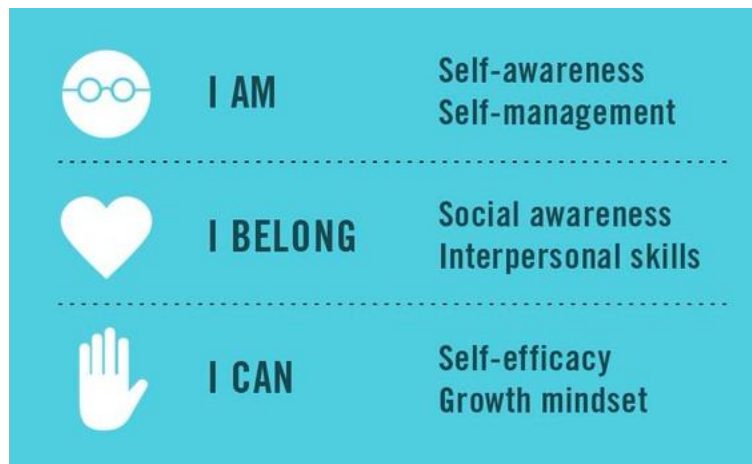 I AM
Self-awareness
Self-management
I BELONG
Social awareness
Interpersonal skills
I CAN
Self-efficacy
Growth mindset